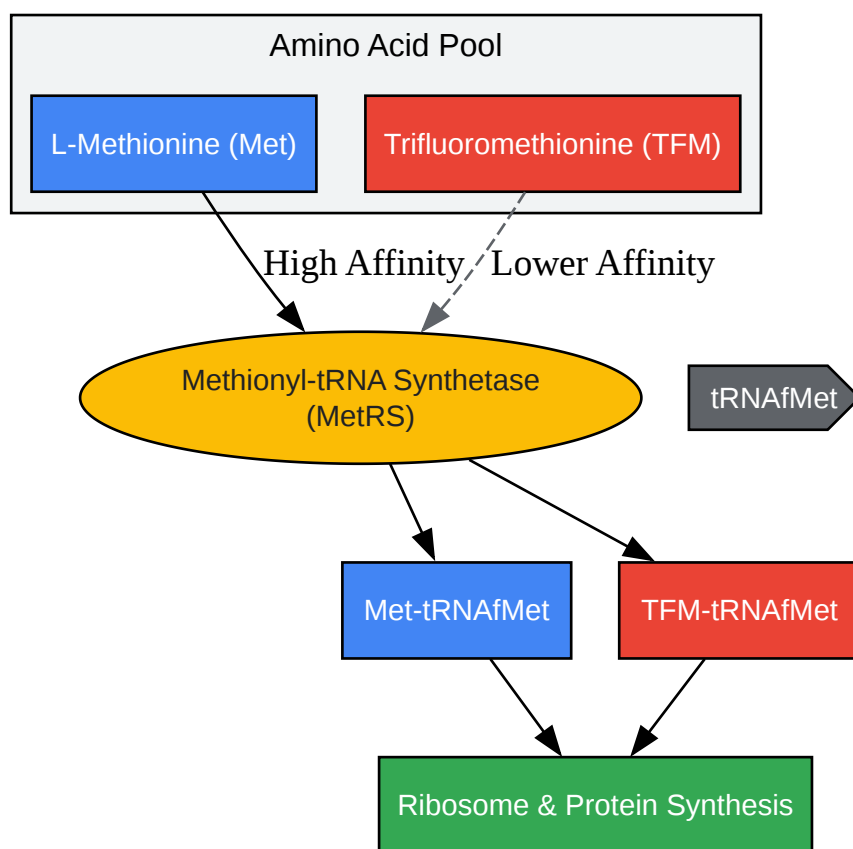 Amino Acid Pool
L-Methionine (Met)
Trifluoromethionine (TFM)
High Affinity
Lower Affinity
Methionyl-tRNA Synthetase
(MetRS)
tRNAfMet
Met-tRNAfMet
TFM-tRNAfMet
Ribosome & Protein Synthesis